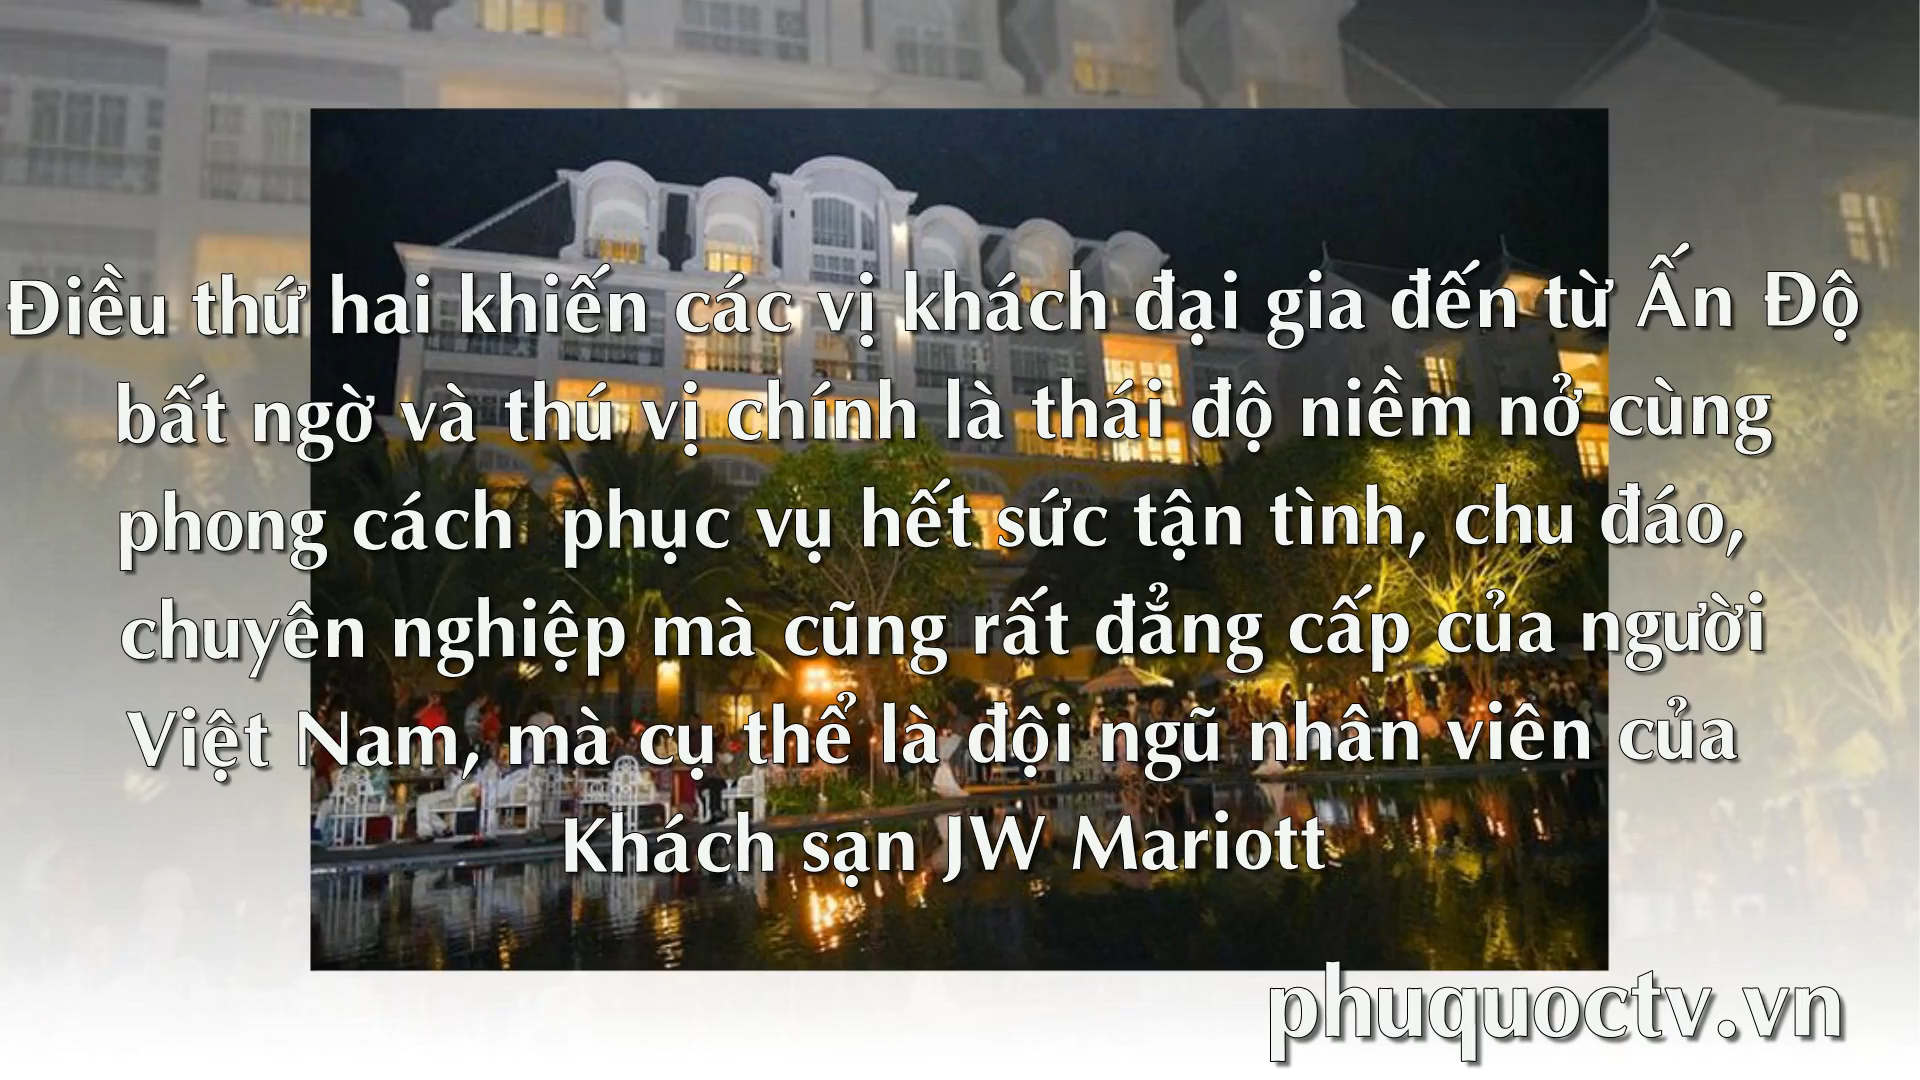 Điều thứ hai khiến các vị khách đại gia đến từ Ấn Độ
bất ngờ và thú vị chính là thái độ niềm nở cùng
phong cách  phục vụ hết sức tận tình, chu đáo,
chuyên nghiệp mà cũng rất đẳng cấp của người
Việt Nam, mà cụ thể là đội ngũ nhân viên của
Khách sạn JW Mariott
phuquoctv.vn